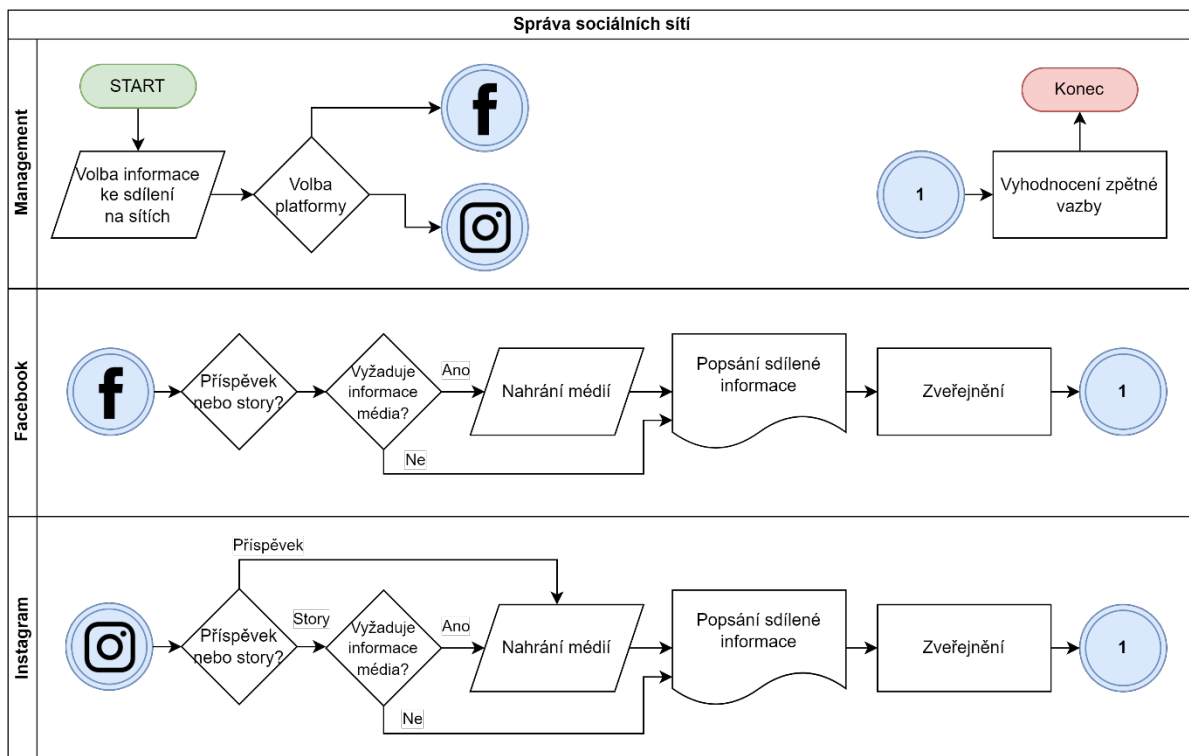 Správa sociálních sítí
Management
START
Volba informace
ke sdílení
na sítích
Volba
platformy
1
Vyhodnocení zpětné
vazby
Konec
Facebook
Příspěvek
nebo story?
Vyžaduje
informace
média?
Ano
Ne
Nahrání médií
Popsání sdílené
informace
Zveřejnění
1
Instagram
Příspěvek
Příspěvek
nebo story?
Story
Vyžaduje
informace
média?
Ano
Ne
Nahrání médií
Popsání sdílené
informace
Zveřejnění
1